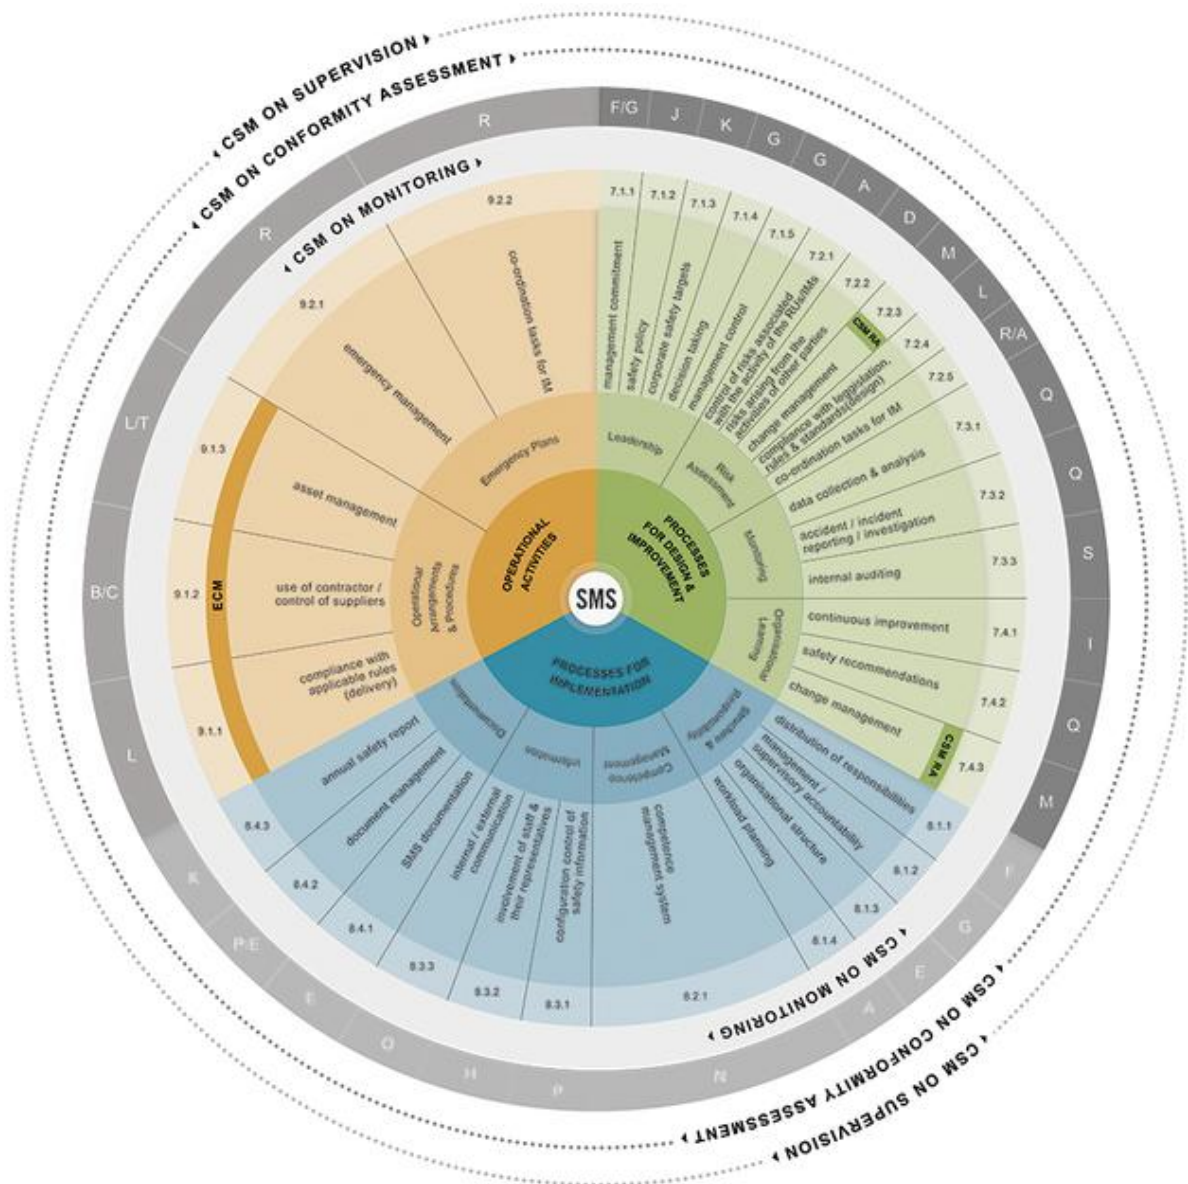 ◂ CSM ON SUPERVISION ▸
◂ CSM ON CONFORMITY ASSESSMENT ▸
◂ CSM ON MONITORING ▸
SMS
PROCESSES
FOR DESIGN &
IMPROVEMENT
Leadership
F/G
7.1.1
management commitment
J
7.1.2
safety policy
K
7.1.3
corporate safety targets
G
7.1.4
decision taking
G
7.1.5
management control
Risk
Assessment
A
7.2.1
control of risks associated
with the activity of the RUs/IMs
D
7.2.2
risks arising from the
activities of other parties
M
7.2.3
CSM RA
change management
L
7.2.4
compliance with leggislation,
rules & standards(design)
R/A
7.2.5
co-ordination tasks for IM
Monitoring
Q
7.3.1
data collection & analysis
Q
7.3.2
accident / incident
reporting / investigation
S
7.3.3
internal auditing
Organisational
Learning
I
7.4.1
continuous improvement
Q
7.4.2
safety recommendations
M
7.4.3
CSM RA
change management
PROCESSES FOR
IMPLEMENTATION
Structure &
Responsibility
F
8.1.1
distribution of responsibilities
G
8.1.2
management /
supervisory accountability
E
8.1.3
organisational structure
A
8.1.4
workload planning
Competence
Management
N
8.2.1
competence
management system
Information
P
8.3.1
configuration control of
safety information
H
8.3.2
involvement of staff &
their representatives
O
8.3.3
internal / external
communication
Documentation
E
8.4.1
SMS documentation
P/E
8.4.2
document management
K
8.4.3
annual safety report
OPERATIONAL
ACTIVITIES
Operational
Arrangements
& Procedures
ECM
L
9.1.1
compliance with
applicable rules
(delivery)
B/C
9.1.2
use of contractor /
control of suppliers
L/T
9.1.3
asset management
Emergency Plans
R
9.2.1
emergency management
R
9.2.2
co-ordination tasks for IM
◂ CSM ON MONITORING ▸
◂ CSM ON CONFORMITY ASSESSMENT ▸
◂ CSM ON SUPERVISION ▸